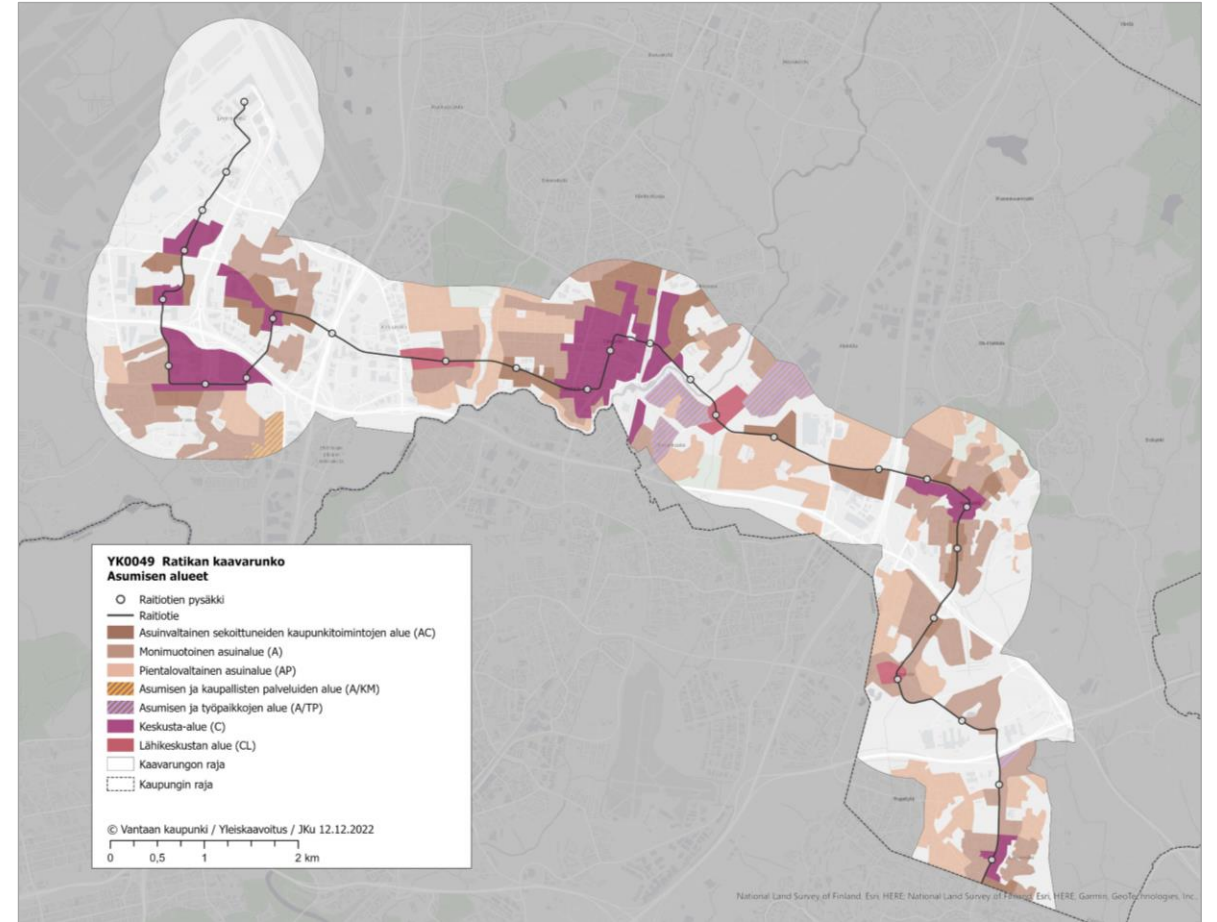 YK0049 Ratikan kaavarunko
Asumisen alueet
Raitiotien pysäkki
Raitiotie
Asuinvaltainen sekoittuneiden kaupunkitoimintojen alue (AC)
Monimuotoinen asuinalue (A)
Pientalovaltainen asuinalue (AP)
Asumisen ja kaupallisten palveluiden alue (A/KM)
Asumisen ja työpaikkojen alue (A/TP)
Keskusta-alue (C)
Lähikeskustan alue (CL)
Kaavarungon raja
Kaupungin raja
© Vantaan kaupunki / Yleiskaavoitus / JKu 12.12.2022
0 0,5 1 2 km
National Land Survey of Finland, Esri, HERE; National Land Survey of Finland, Esri, HERE, Garmin, GeoTechnologies, Inc.